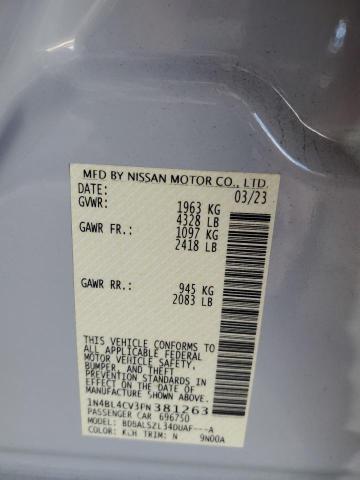 MFD BY NISSAN MOTOR CO., LTD.
DATE: 03/23
GVWR: 1963 KG
4328 LB
GAWR FR.: 1097 KG
2418 LB
GAWR RR.: 945 KG
2083 LB
THIS VEHICLE CONFORMS TO
ALL APPLICABLE U.S. FEDERAL
MOTOR VEHICLE SAFETY,
BUMPER, AND THEFT
PREVENTION STANDARDS
IN EFFECT ON THE DATE OF
MANUFACTURE SHOWN ABOVE.
1N4BL4CV3PN381263
PASSENGER CAR 696750
MODEL: BDBALSZL34DUAF---A
COLOR: KCH TRIM: N 9N00A